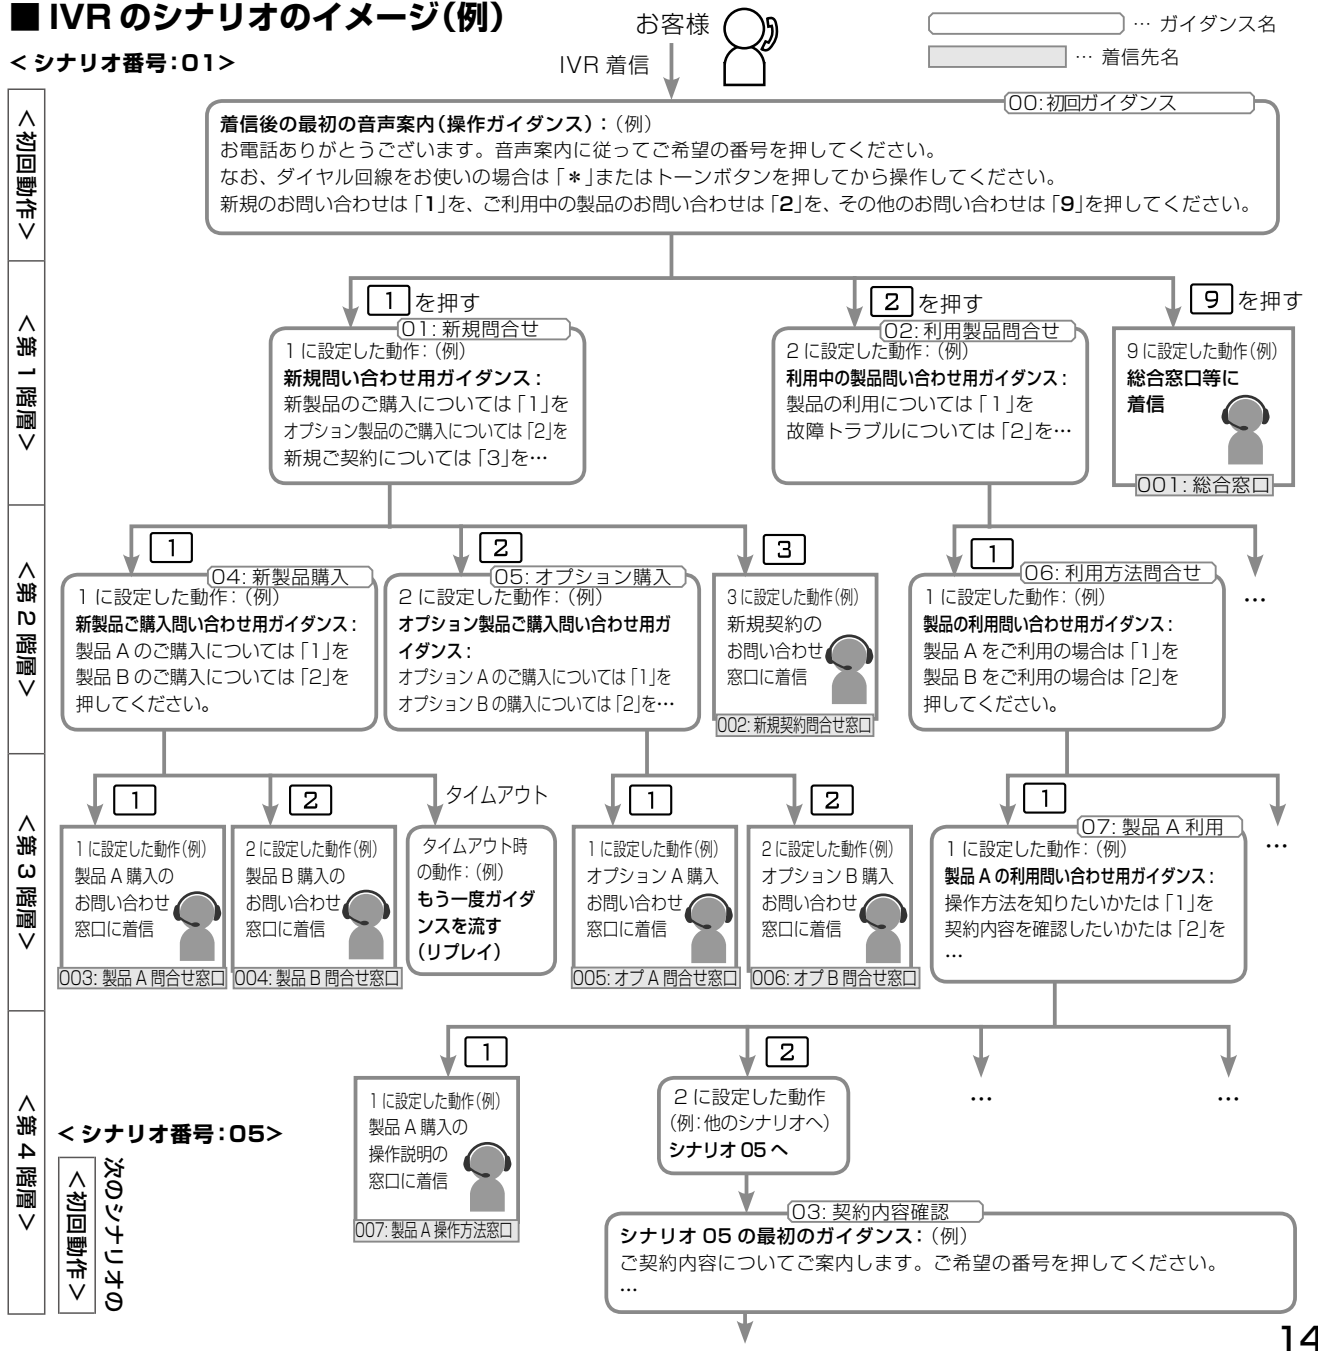 ■ IVR のシナリオのイメージ（例）
お客様
… ガイダンス名
… 着信先名
＜シナリオ番号：01＞
IVR 着信
＜初回動作＞
00：初回ガイダンス
着信後の最初の音声案内（操作ガイダンス）：（例）
お電話ありがとうございます。音声案内に従ってご希望の番号を押してください。
なお、ダイヤル回線をお使いの場合は「＊」またはトーンボタンを押してから操作してください。
新規のお問い合わせは「1」を、ご利用中の製品のお問い合わせは「2」を、その他のお問い合わせは「9」を押してください。
＜第 1 階層＞
1 を押す
01：新規問合せ
1 に設定した動作：（例）
新規問い合わせ用ガイダンス：
新製品のご購入については「1」を
オプション製品のご購入については「2」を
新規ご契約については「3」を…
2 を押す
02：利用製品問合せ
2 に設定した動作：（例）
利用中の製品問い合わせ用ガイダンス：
製品の利用については「1」を
故障トラブルについては「2」を…
9 を押す
9 に設定した動作（例）
総合窓口等に
着信
001：総合窓口
＜第 2 階層＞
1
04：新製品購入
1 に設定した動作：（例）
新製品ご購入問い合わせ用ガイダンス：
製品 A のご購入については「1」を
製品 B のご購入については「2」を
押してください。
2
05：オプション購入
2 に設定した動作：（例）
オプション製品ご購入問い合わせ用ガ
イダンス：
オプション A のご購入については「1」を
オプション B の購入については「2」を…
3
3 に設定した動作（例）
新規契約の
お問い合わせ
窓口に着信
002：新規契約問合せ窓口
1
06：利用方法問合せ
1 に設定した動作：（例）
製品の利用問い合わせ用ガイダンス：
製品 A をご利用の場合は「1」を
製品 B をご利用の場合は「2」を
押してください。
…
＜第 3 階層＞
1
1 に設定した動作（例）
製品 A 購入の
お問い合わせ
窓口に着信
003：製品 A 問合せ窓口
2
2 に設定した動作（例）
製品 B 購入の
お問い合わせ
窓口に着信
004：製品 B 問合せ窓口
タイムアウト
タイムアウト時
の動作：（例）
もう一度ガイダ
ンスを流す
（リプレイ）
1
1 に設定した動作（例）
オプション A 購入
お問い合わせ
窓口に着信
005：オプ A 問合せ窓口
2
2 に設定した動作（例）
オプション B 購入
お問い合わせ
窓口に着信
006：オプ B 問合せ窓口
1
07：製品 A 利用
1 に設定した動作：（例）
製品 A の利用問い合わせ用ガイダンス：
操作方法を知りたいかたは「1」を
契約内容を確認したいかたは「2」を
…
…
＜第 4 階層＞
1
1 に設定した動作（例）
製品 A 購入の
操作説明の
窓口に着信
007：製品 A 操作方法窓口
2
2 に設定した動作
（例：他のシナリオへ）
シナリオ 05 へ
…
…
＜シナリオ番号：05＞
次のシナリオの
＜初回動作＞
03：契約内容確認
シナリオ 05 の最初のガイダンス：（例）
ご契約内容についてご案内します。ご希望の番号を押してください。
…
14